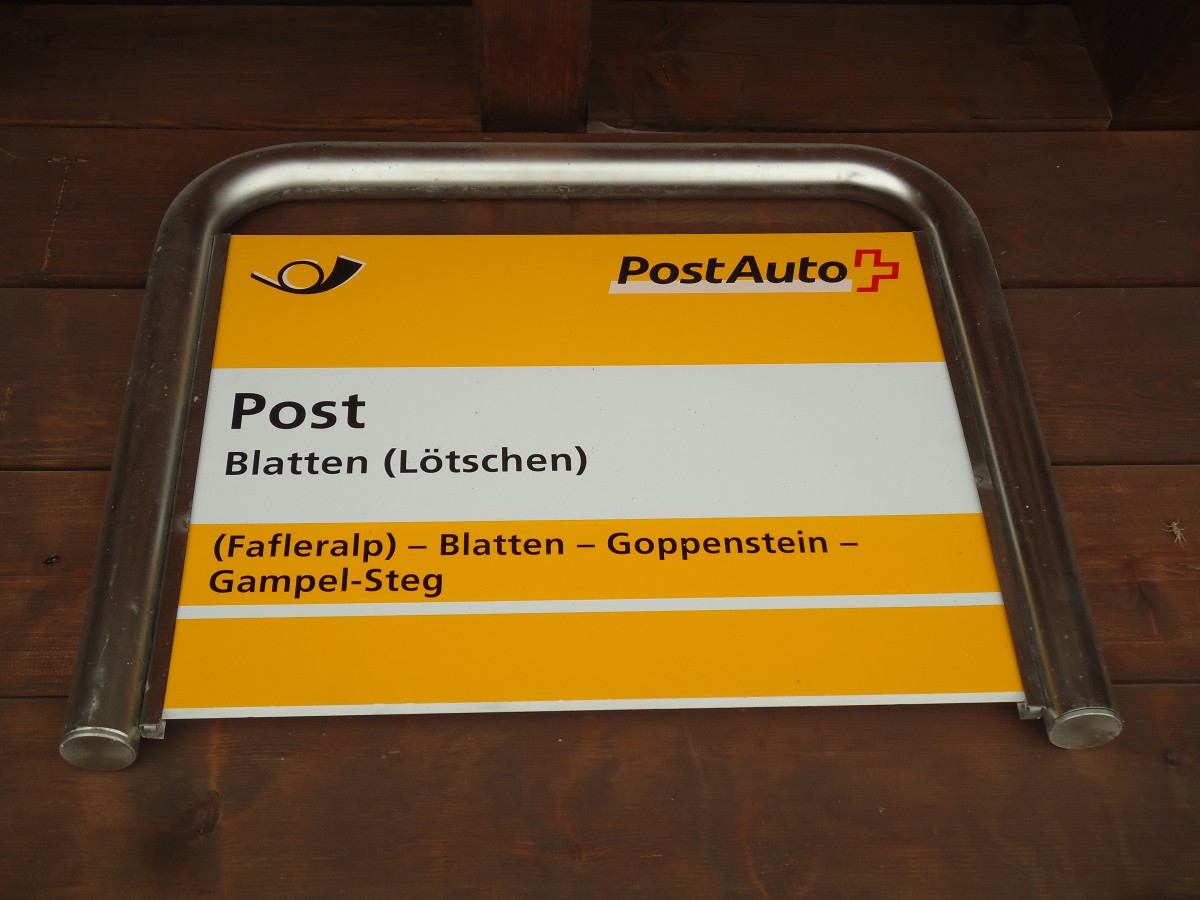 PostAuto
Post
Blatten (Lötschen)
(Fafleralp) – Blatten – Goppenstein –
Gampel-Steg